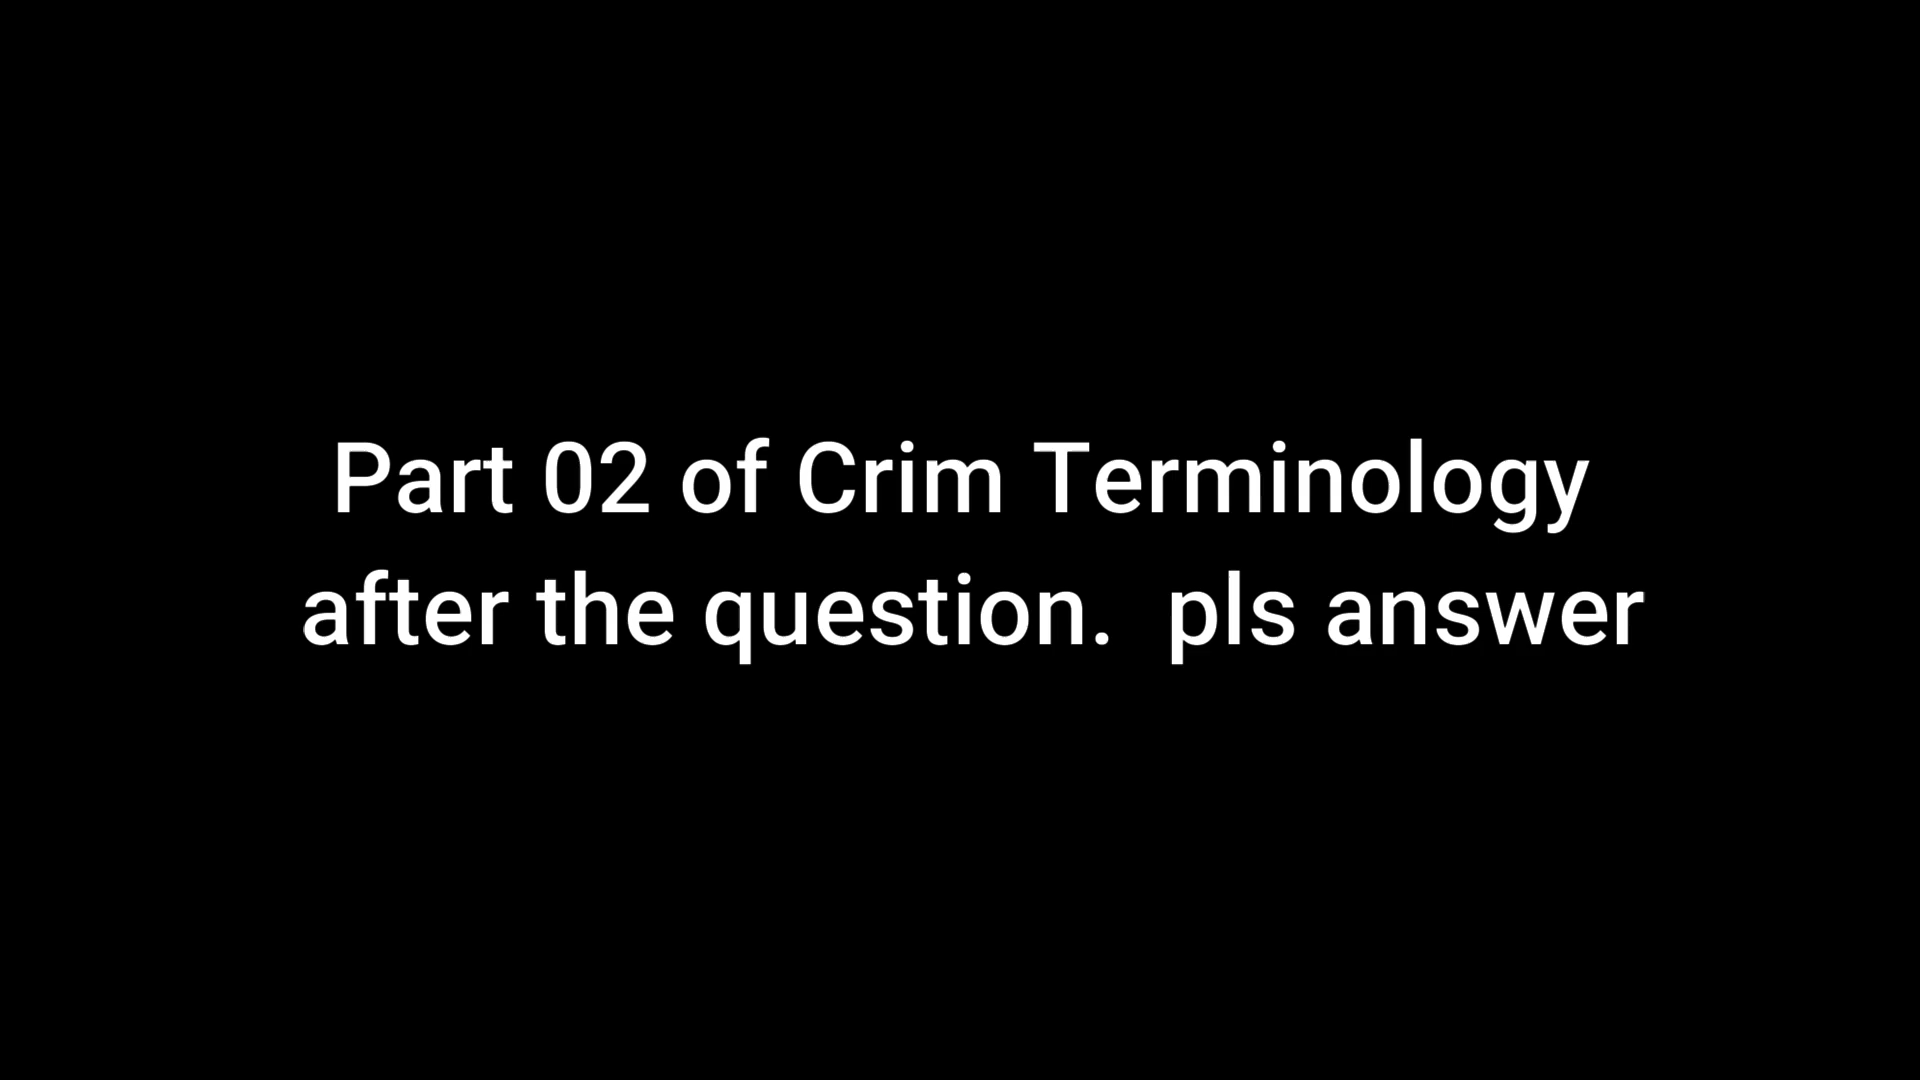 Part 02 of Crim Terminology
after the question.  pls answer